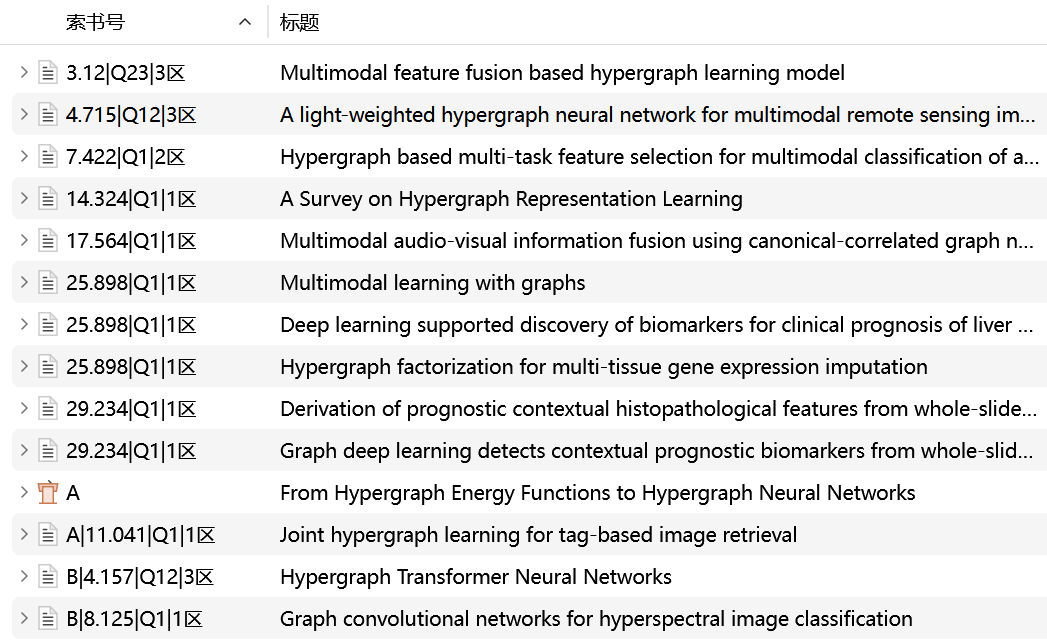 索书号 标题
3.12|Q23|3区 Multimodal feature fusion based hypergraph learning model
4.715|Q12|3区 A light-weighted hypergraph neural network for multimodal remote sensing im...
7.422|Q1|2区 Hypergraph based multi-task feature selection for multimodal classification of a...
14.324|Q1|1区 A Survey on Hypergraph Representation Learning
17.564|Q1|1区 Multimodal audio-visual information fusion using canonical-correlated graph n...
25.898|Q1|1区 Multimodal learning with graphs
25.898|Q1|1区 Deep learning supported discovery of biomarkers for clinical prognosis of liver ...
25.898|Q1|1区 Hypergraph factorization for multi-tissue gene expression imputation
29.234|Q1|1区 Derivation of prognostic contextual histopathological features from whole-slide...
29.234|Q1|1区 Graph deep learning detects contextual prognostic biomarkers from whole-slid...
A From Hypergraph Energy Functions to Hypergraph Neural Networks
A|11.041|Q1|1区 Joint hypergraph learning for tag-based image retrieval
B|4.157|Q12|3区 Hypergraph Transformer Neural Networks
B|8.125|Q1|1区 Graph convolutional networks for hyperspectral image classification